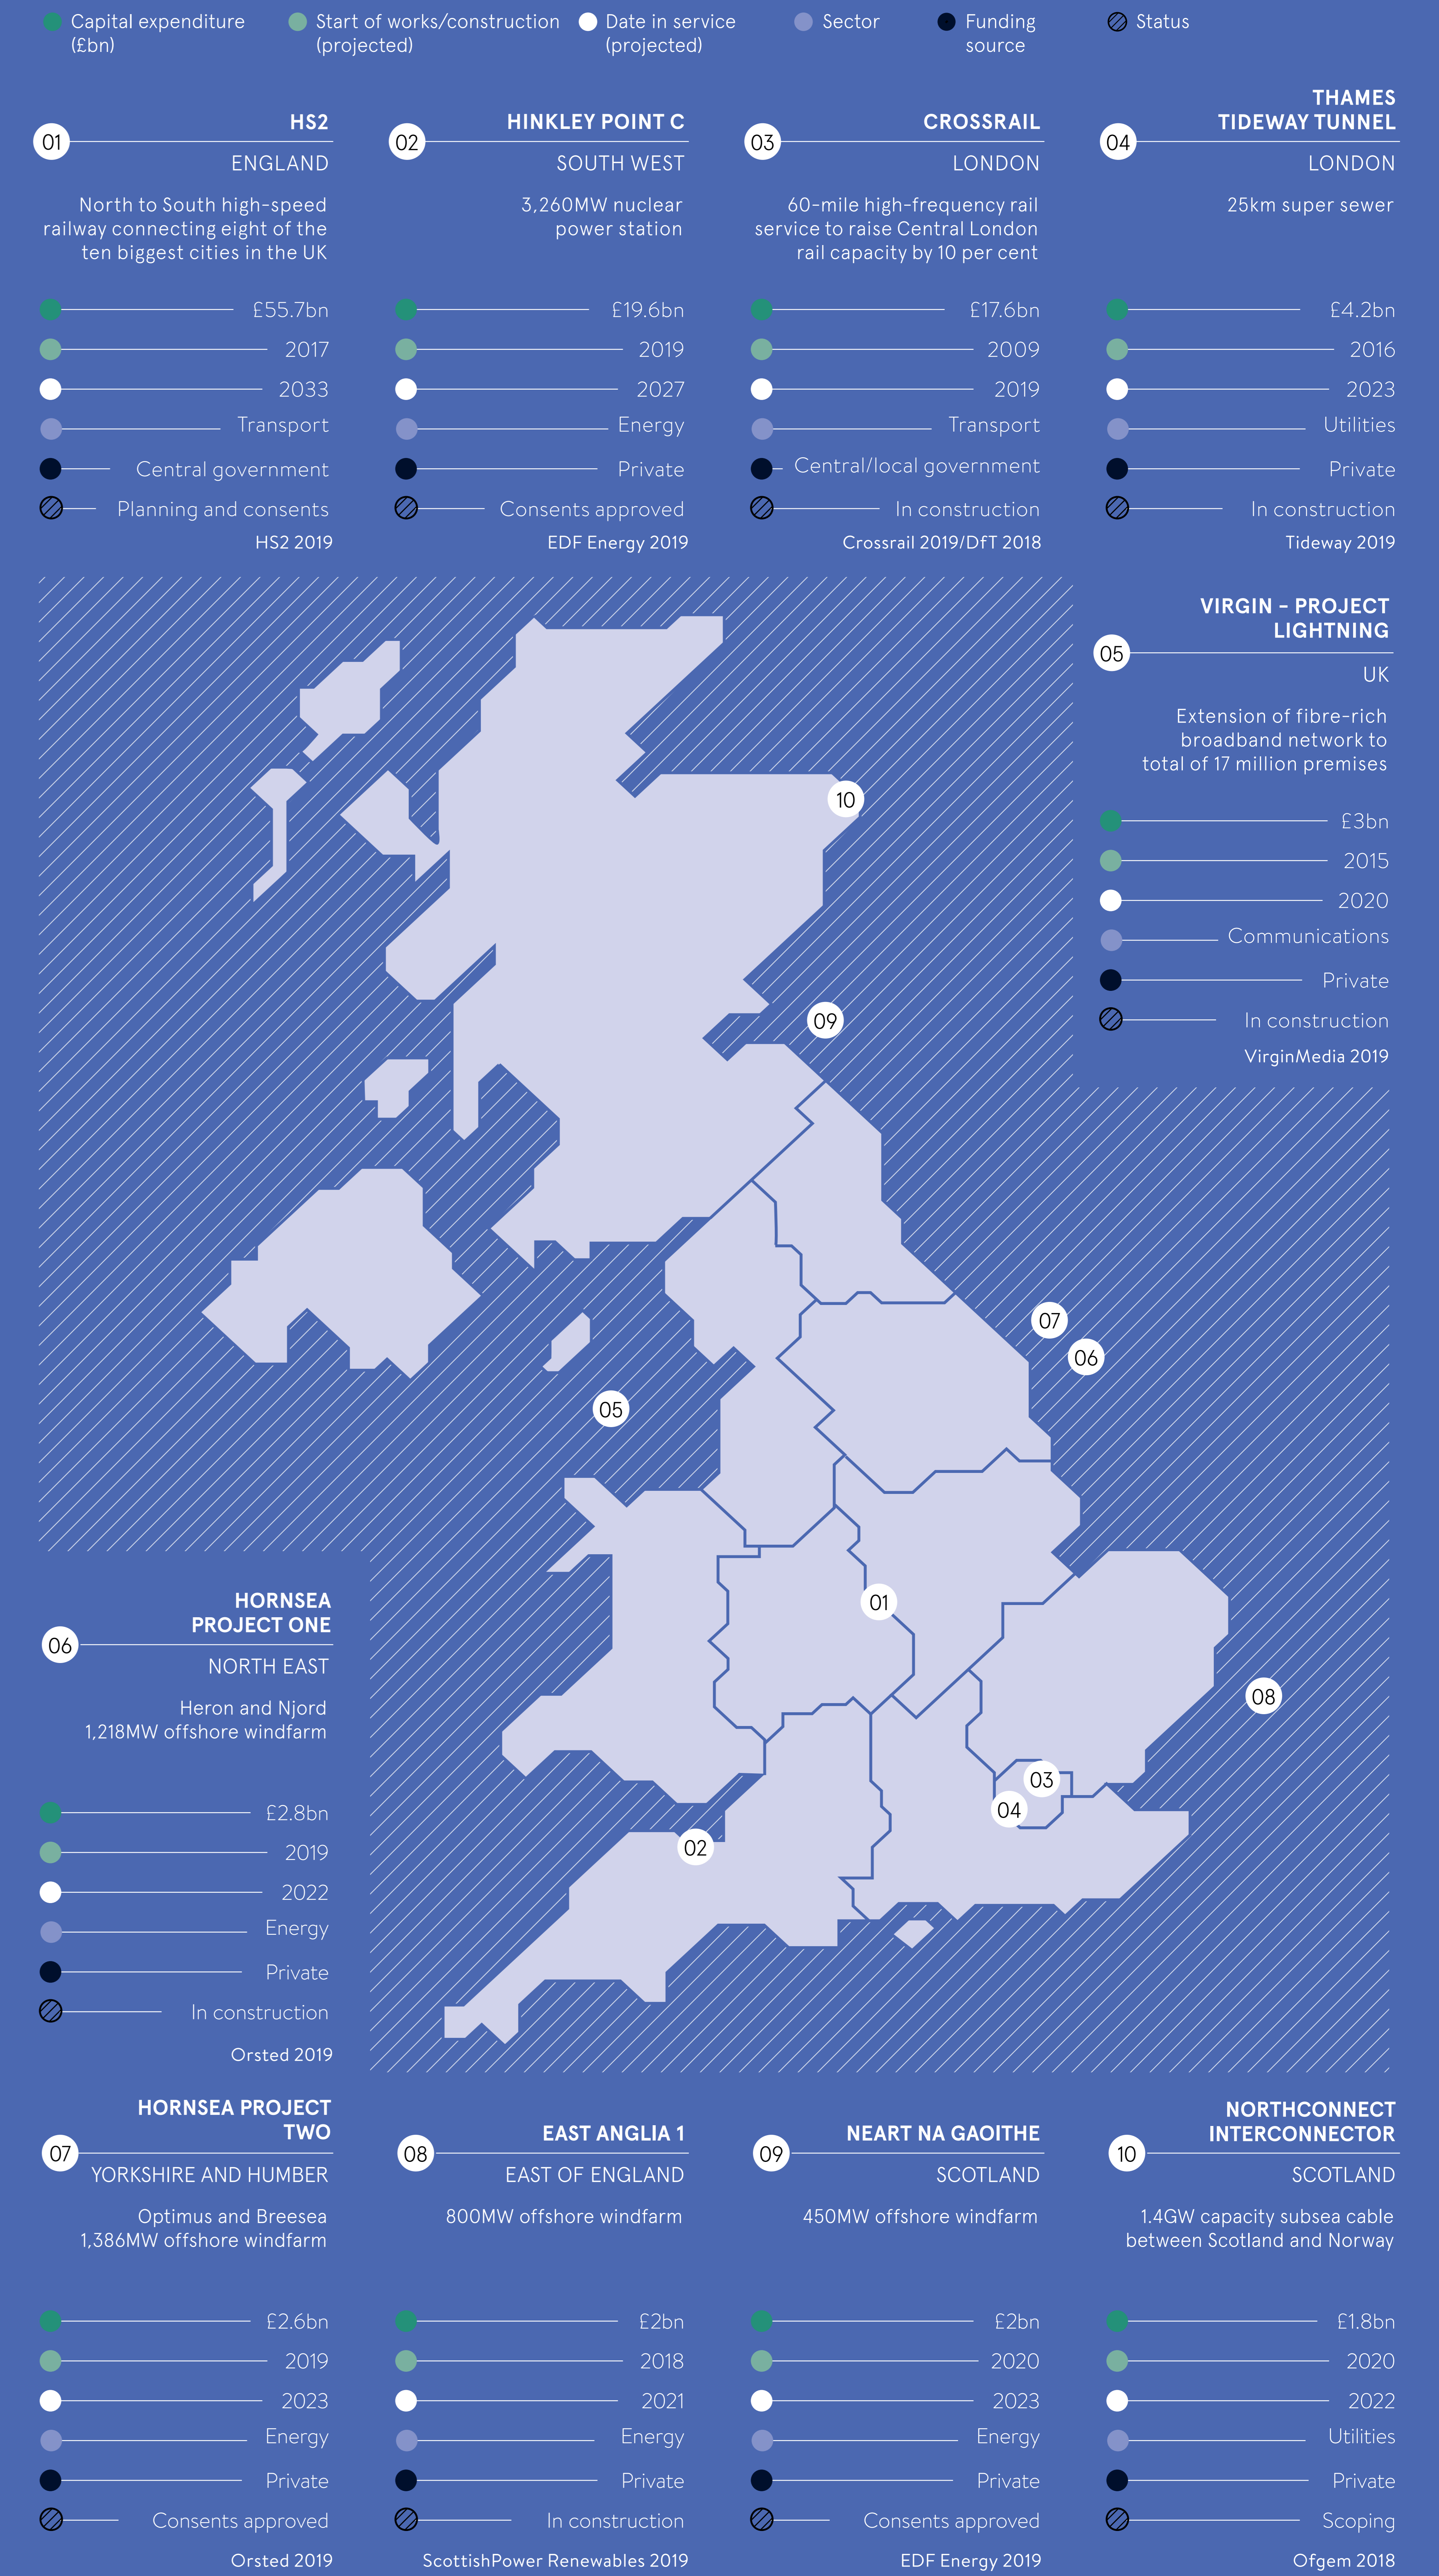 Capital expenditure
(£bn)
Start of works/construction
(projected)
Date in service
(projected)
Sector
Funding
source
Status
01
HS2
ENGLAND
North to South high-speed
railway connecting eight of the
ten biggest cities in the UK
£55.7bn
2017
2033
Transport
Central government
Planning and consents
HS2 2019
02
HINKLEY POINT C
SOUTH WEST
3,260MW nuclear
power station
£19.6bn
2019
2027
Energy
Private
Consents approved
EDF Energy 2019
03
CROSSRAIL
LONDON
60-mile high-frequency rail
service to raise Central London
rail capacity by 10 per cent
£17.6bn
2009
2019
Transport
Central/local government
In construction
Crossrail 2019/DfT 2018
04
THAMES
TIDEWAY TUNNEL
LONDON
25km super sewer
£4.2bn
2016
2023
Utilities
Private
In construction
Tideway 2019
05
VIRGIN – PROJECT
LIGHTNING
UK
Extension of fibre-rich
broadband network to
total of 17 million premises
£3bn
2015
2020
Communications
Private
In construction
VirginMedia 2019
10
09
07
06
05
01
08
03
04
02
06
HORNSEA
PROJECT ONE
NORTH EAST
Heron and Njord
1,218MW offshore windfarm
£2.8bn
2019
2022
Energy
Private
In construction
Orsted 2019
07
HORNSEA PROJECT
TWO
YORKSHIRE AND HUMBER
Optimus and Breesea
1,386MW offshore windfarm
£2.6bn
2019
2023
Energy
Private
Consents approved
Orsted 2019
08
EAST ANGLIA 1
EAST OF ENGLAND
800MW offshore windfarm
£2bn
2018
2021
Energy
Private
In construction
ScottishPower Renewables 2019
09
NEART NA GAOITHE
SCOTLAND
450MW offshore windfarm
£2bn
2020
2023
Energy
Private
Consents approved
EDF Energy 2019
10
NORTHCONNECT
INTERCONNECTOR
SCOTLAND
1.4GW capacity subsea cable
between Scotland and Norway
£1.8bn
2020
2022
Utilities
Private
Scoping
Ofgem 2018